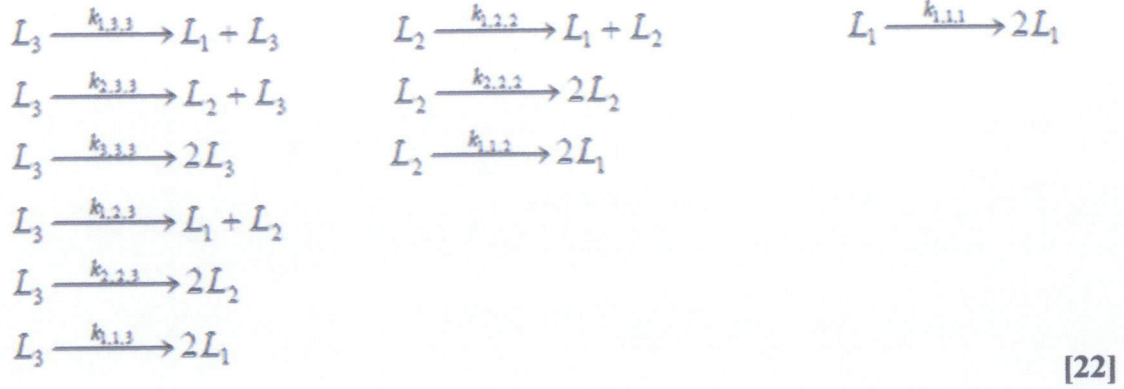 L₃ —k₁,₃,₃→ L₁ + L₃    L₂ —k₁,₂,₂→ L₁ + L₂    L₁ —k₁,₁,₁→ 2L₁
L₃ —k₂,₃,₃→ L₂ + L₃    L₂ —k₂,₂,₂→ 2L₂
L₃ —k₃,₃,₃→ 2L₃    L₂ —k₁,₁,₂→ 2L₁
L₃ —k₁,₂,₃→ L₁ + L₂
L₃ —k₂,₂,₃→ 2L₂
L₃ —k₁,₁,₃→ 2L₁
[22]